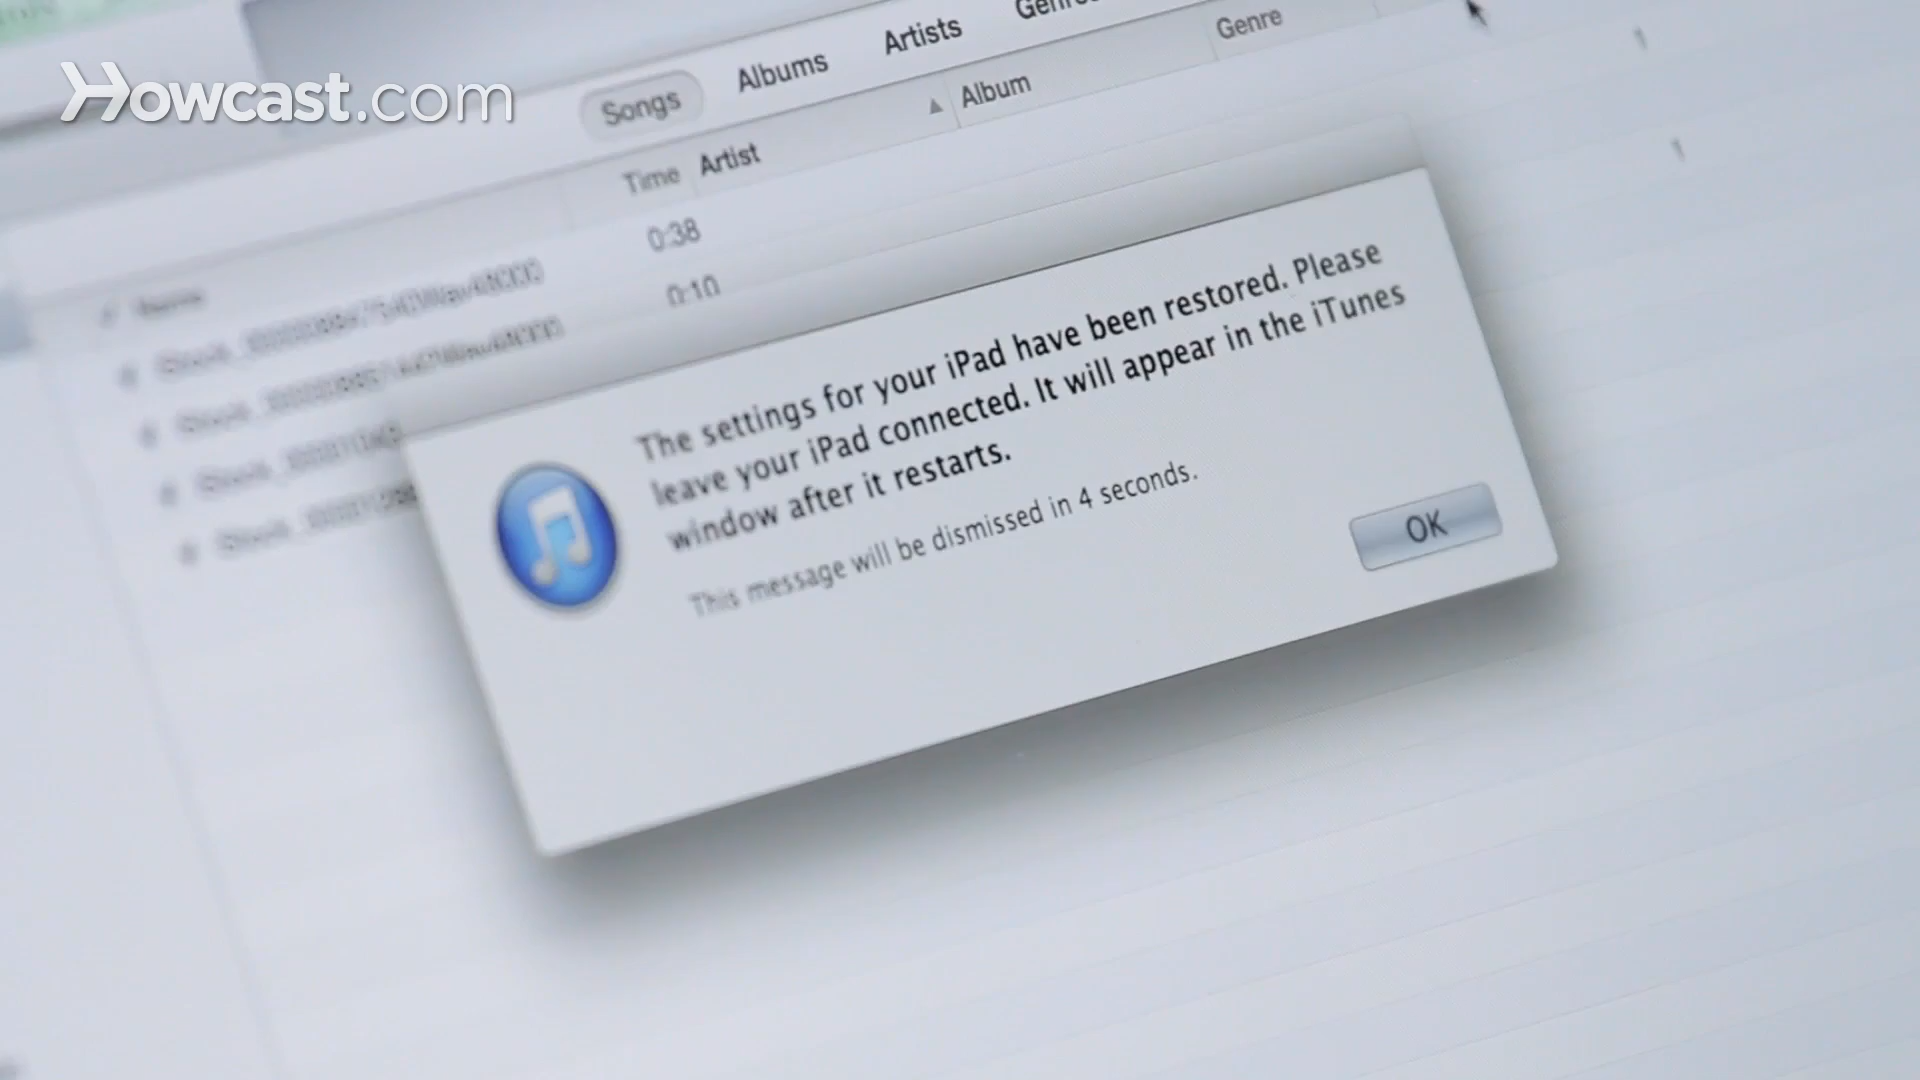 Howcast.com
Songs Albums Artists
Time Artist Album Genre
0:38
0:10
The settings for your iPad have been restored. Please
leave your iPad connected. It will appear in the iTunes
window after it restarts.
This message will be dismissed in 4 seconds.
OK